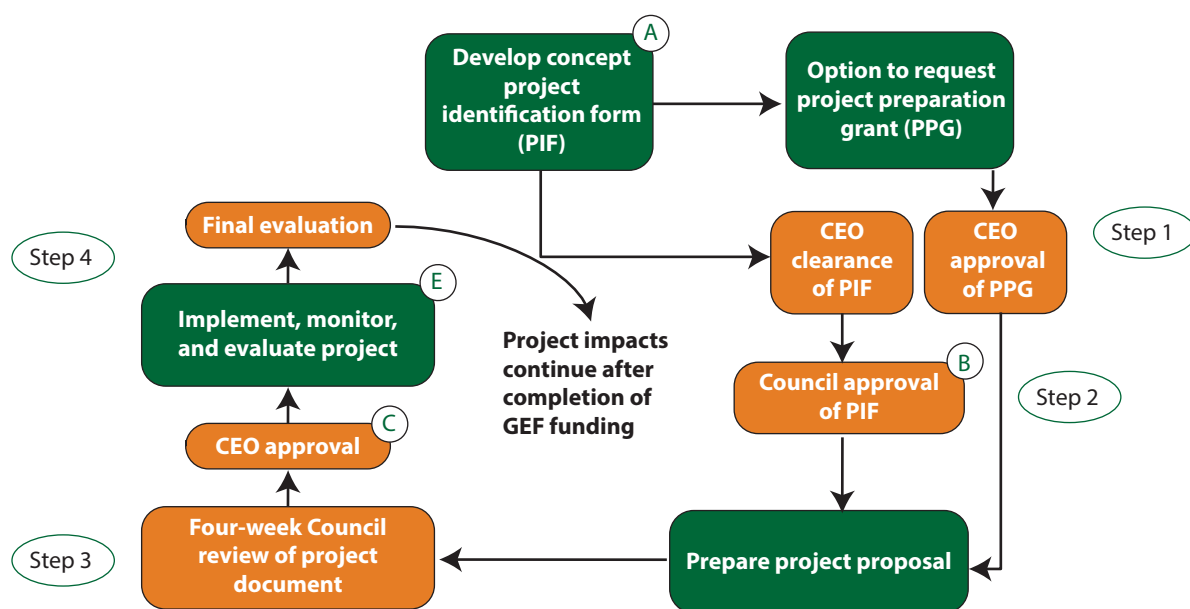 A
Develop concept
project
identification form
(PIF)
Option to request
project preparation
grant (PPG)
Step 1
CEO
clearance
of PIF
CEO
approval
of PPG
B
Council approval
of PIF
Step 2
Prepare project proposal
Step 3
Four-week Council
review of project
document
C
CEO approval
E
Implement, monitor,
and evaluate project
Step 4
Final evaluation
Project impacts
continue after
completion of
GEF funding